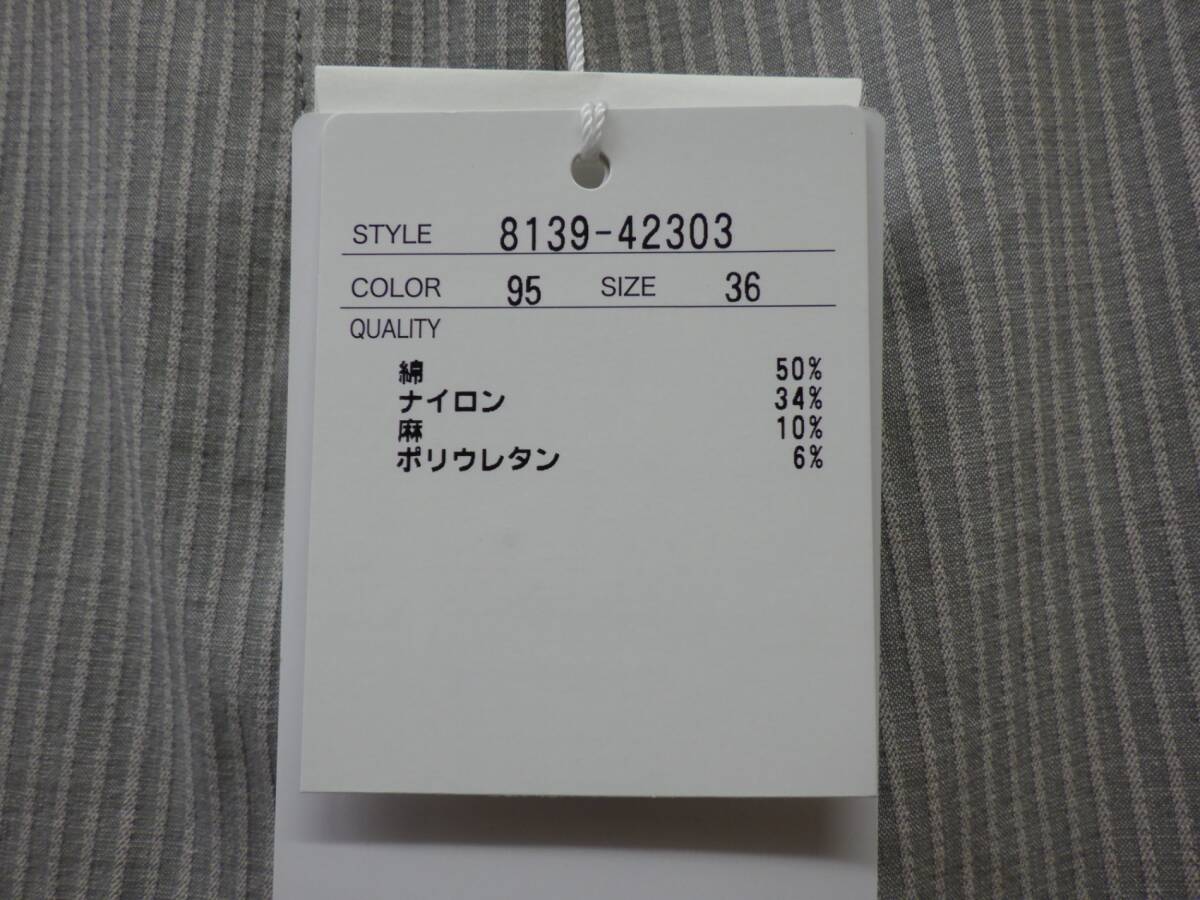 STYLE 8139-42303
COLOR 95 SIZE 36
QUALITY
綿 50%
ナイロン 34%
麻 10%
ポリウレタン 6%